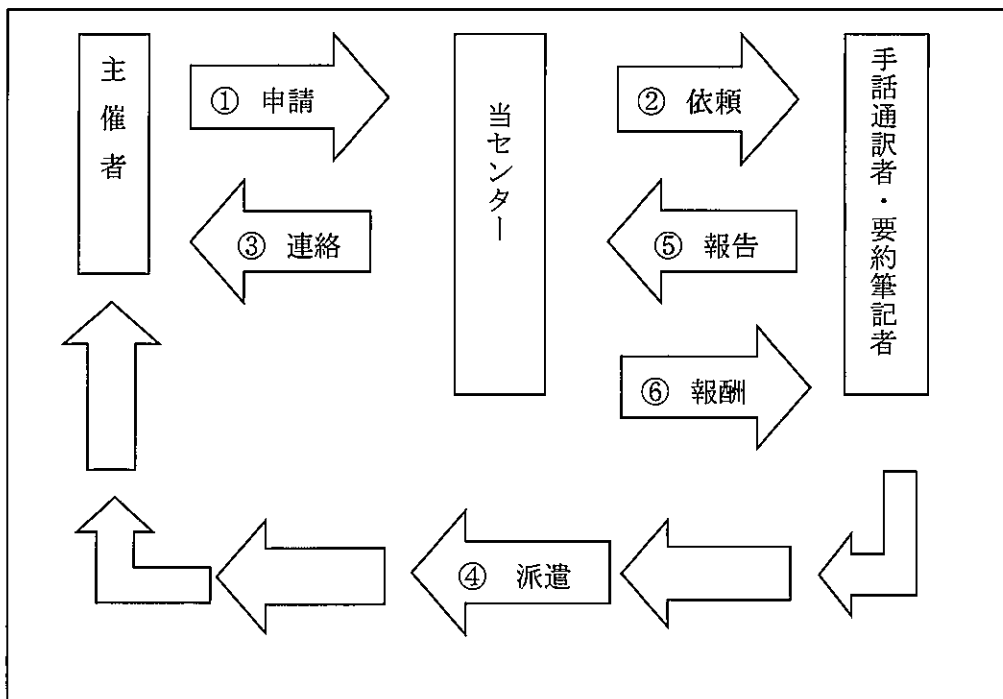 主催者
① 申請
当センター
② 依頼
手話通訳者・要約筆記者
③ 連絡
⑤ 報告
⑥ 報酬
④ 派遣